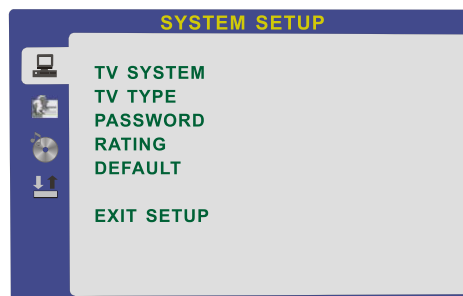 SYSTEM SETUP
TV SYSTEM
TV TYPE
PASSWORD
RATING
DEFAULT
EXIT SETUP